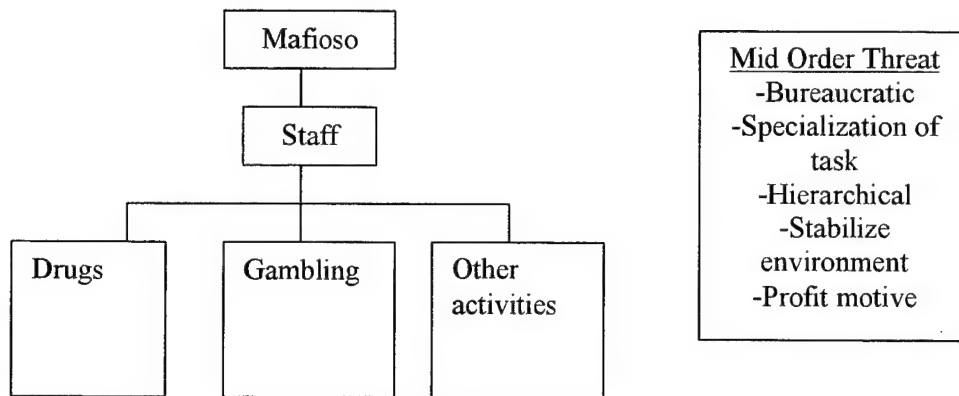 Mafioso
Staff
Drugs
Gambling
Other
activities
Mid Order Threat
-Bureaucratic
-Specialization of
task
-Hierarchical
-Stabilize
environment
-Profit motive